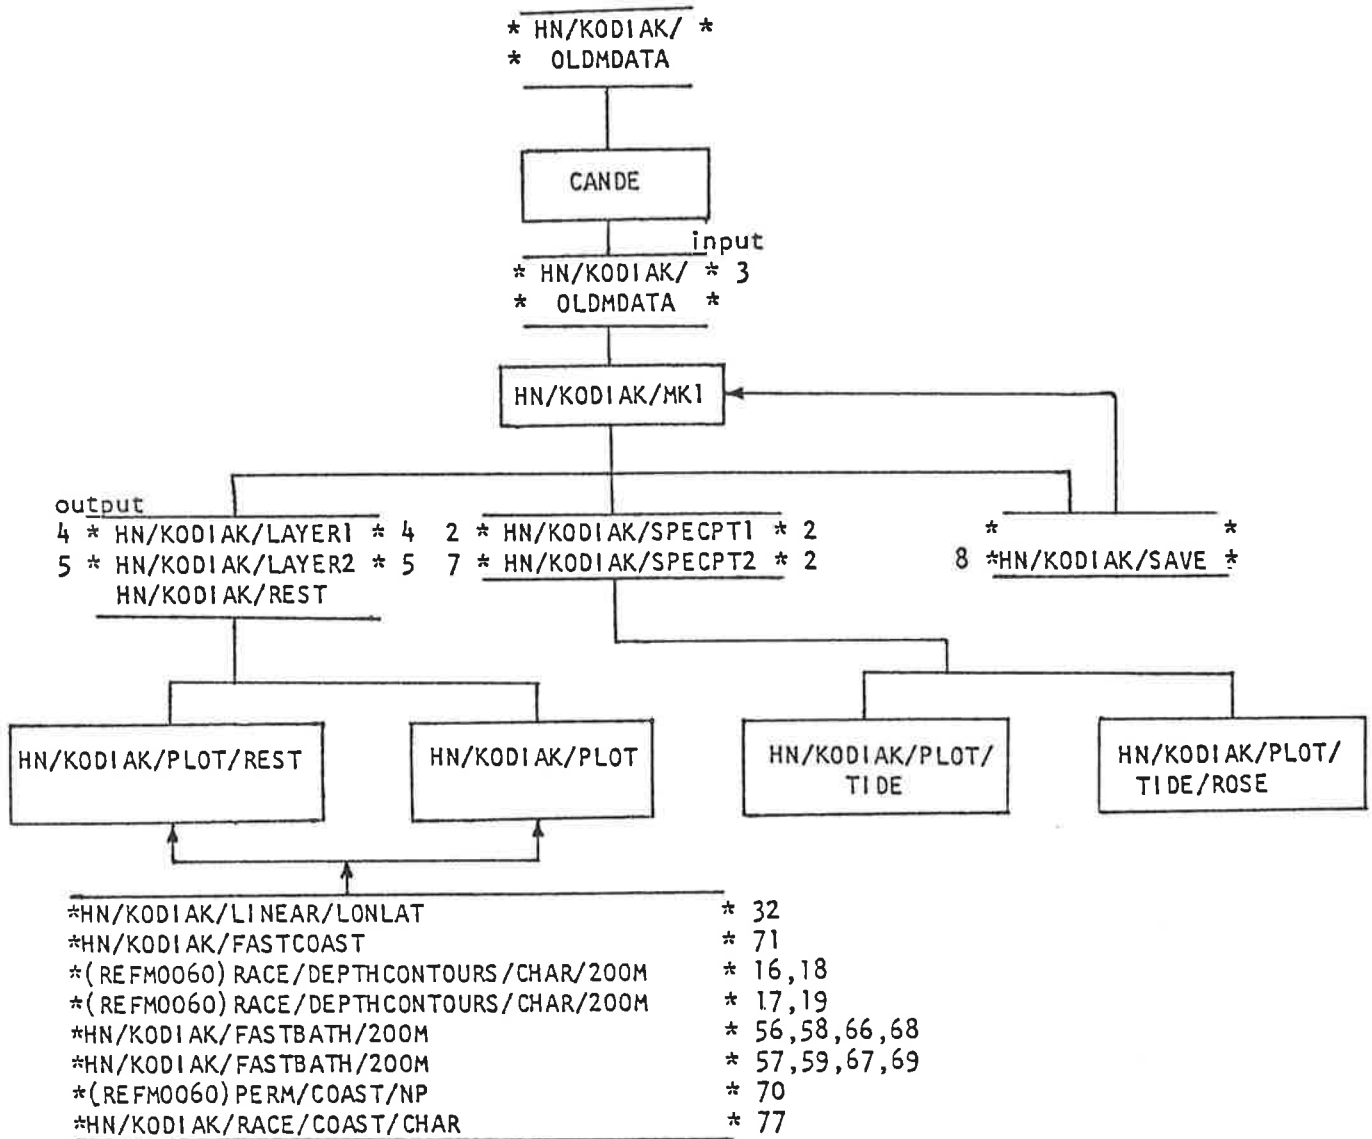 * HN/KODIAK/ *
* OLDMDATA
CANDE
input
* HN/KODIAK/ * 3
* OLDMDATA *
HN/KODIAK/MK1
output
4 * HN/KODIAK/LAYER1 * 4
5 * HN/KODIAK/LAYER2 * 5
HN/KODIAK/REST
2 * HN/KODIAK/SPECPT1 * 2
7 * HN/KODIAK/SPECPT2 * 2
* *
8 *HN/KODIAK/SAVE *
HN/KODIAK/PLOT/REST
HN/KODIAK/PLOT
HN/KODIAK/PLOT/
TIDE
HN/KODIAK/PLOT/
TIDE/ROSE
*HN/KODIAK/LINEAR/LONLAT * 32
*HN/KODIAK/FASTCOAST * 71
*(REFM0060)RACE/DEPTHCONTOURS/CHAR/200M * 16,18
*(REFM0060)RACE/DEPTHCONTOURS/CHAR/200M * 17,19
*HN/KODIAK/FASTBATH/200M * 56,58,66,68
*HN/KODIAK/FASTBATH/200M * 57,59,67,69
*(REFM0060)PERM/COAST/NP * 70
*HN/KODIAK/RACE/COAST/CHAR * 77